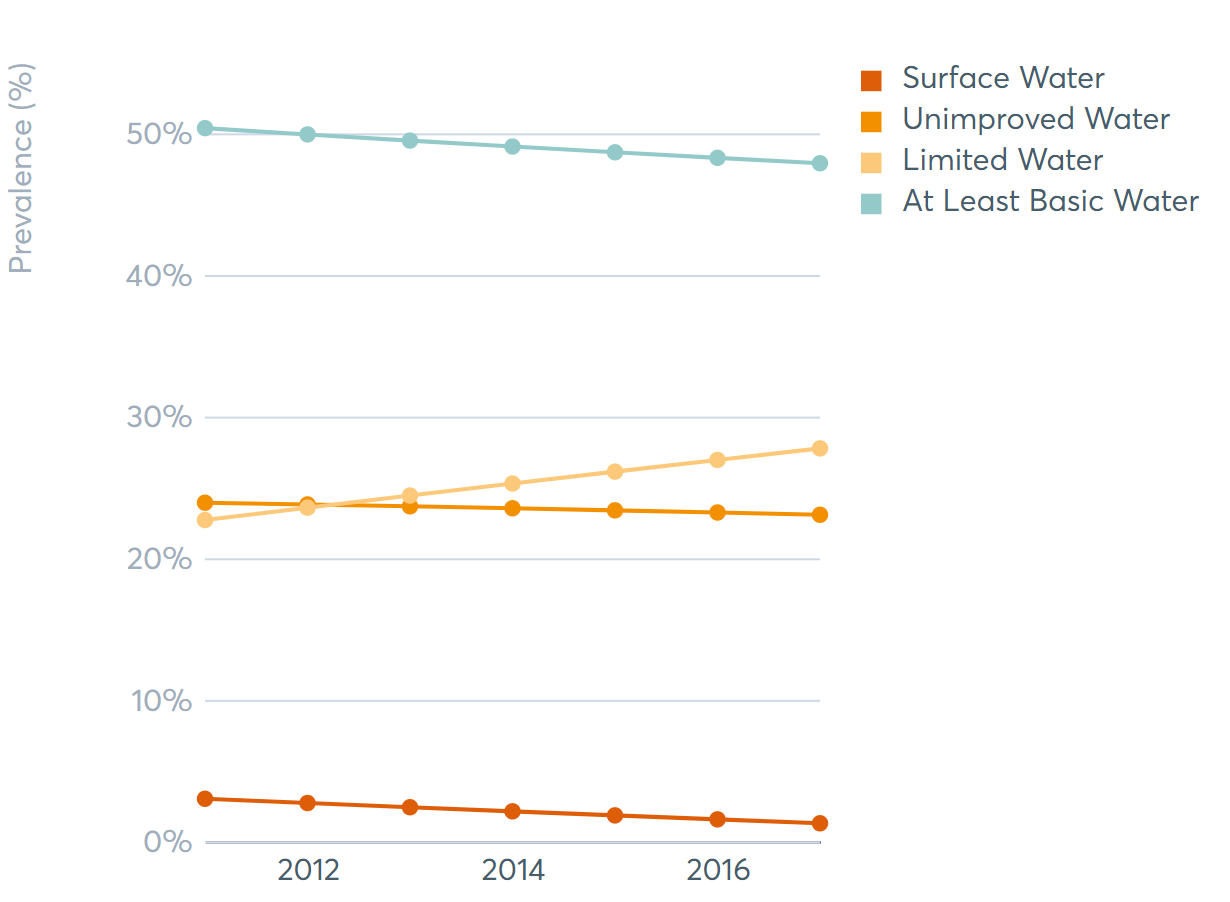 Prevalence (%)
50%
40%
30%
20%
10%
0%
2012
2014
2016
Surface Water
Unimproved Water
Limited Water
At Least Basic Water